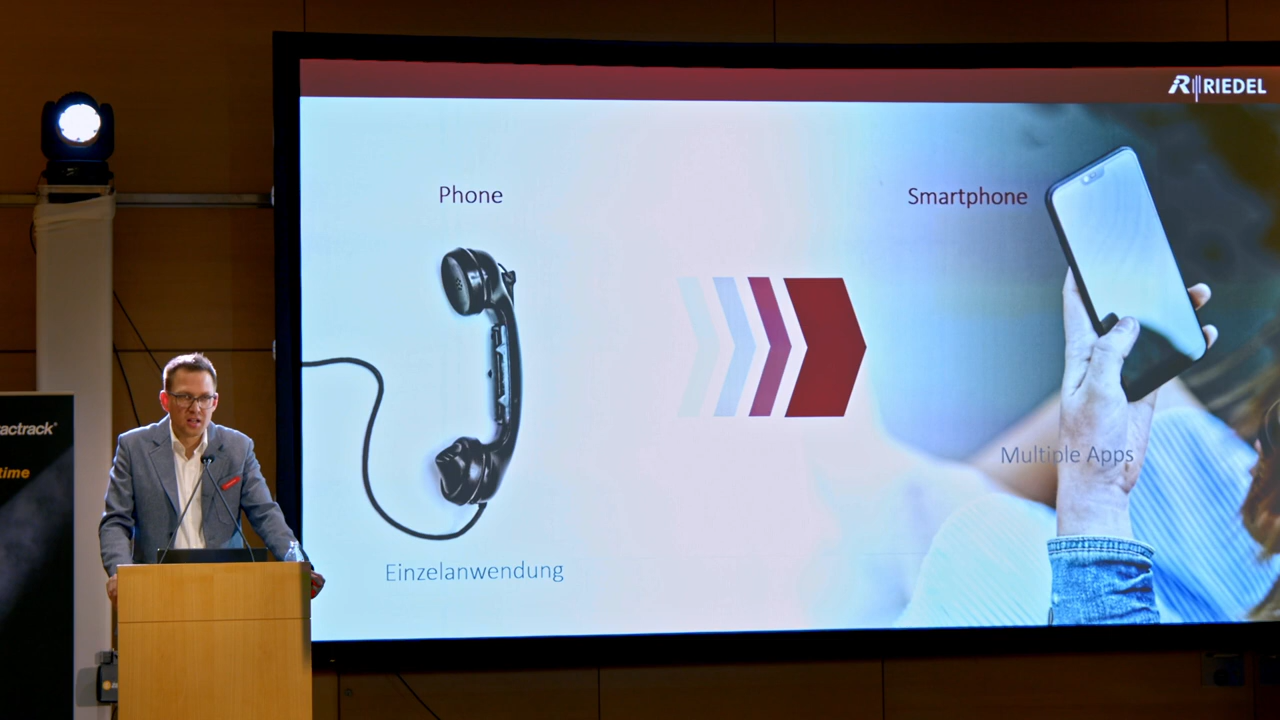 RIEDEL
Phone
Smartphone
Multiple Apps
Einzelanwendung
actrack
time